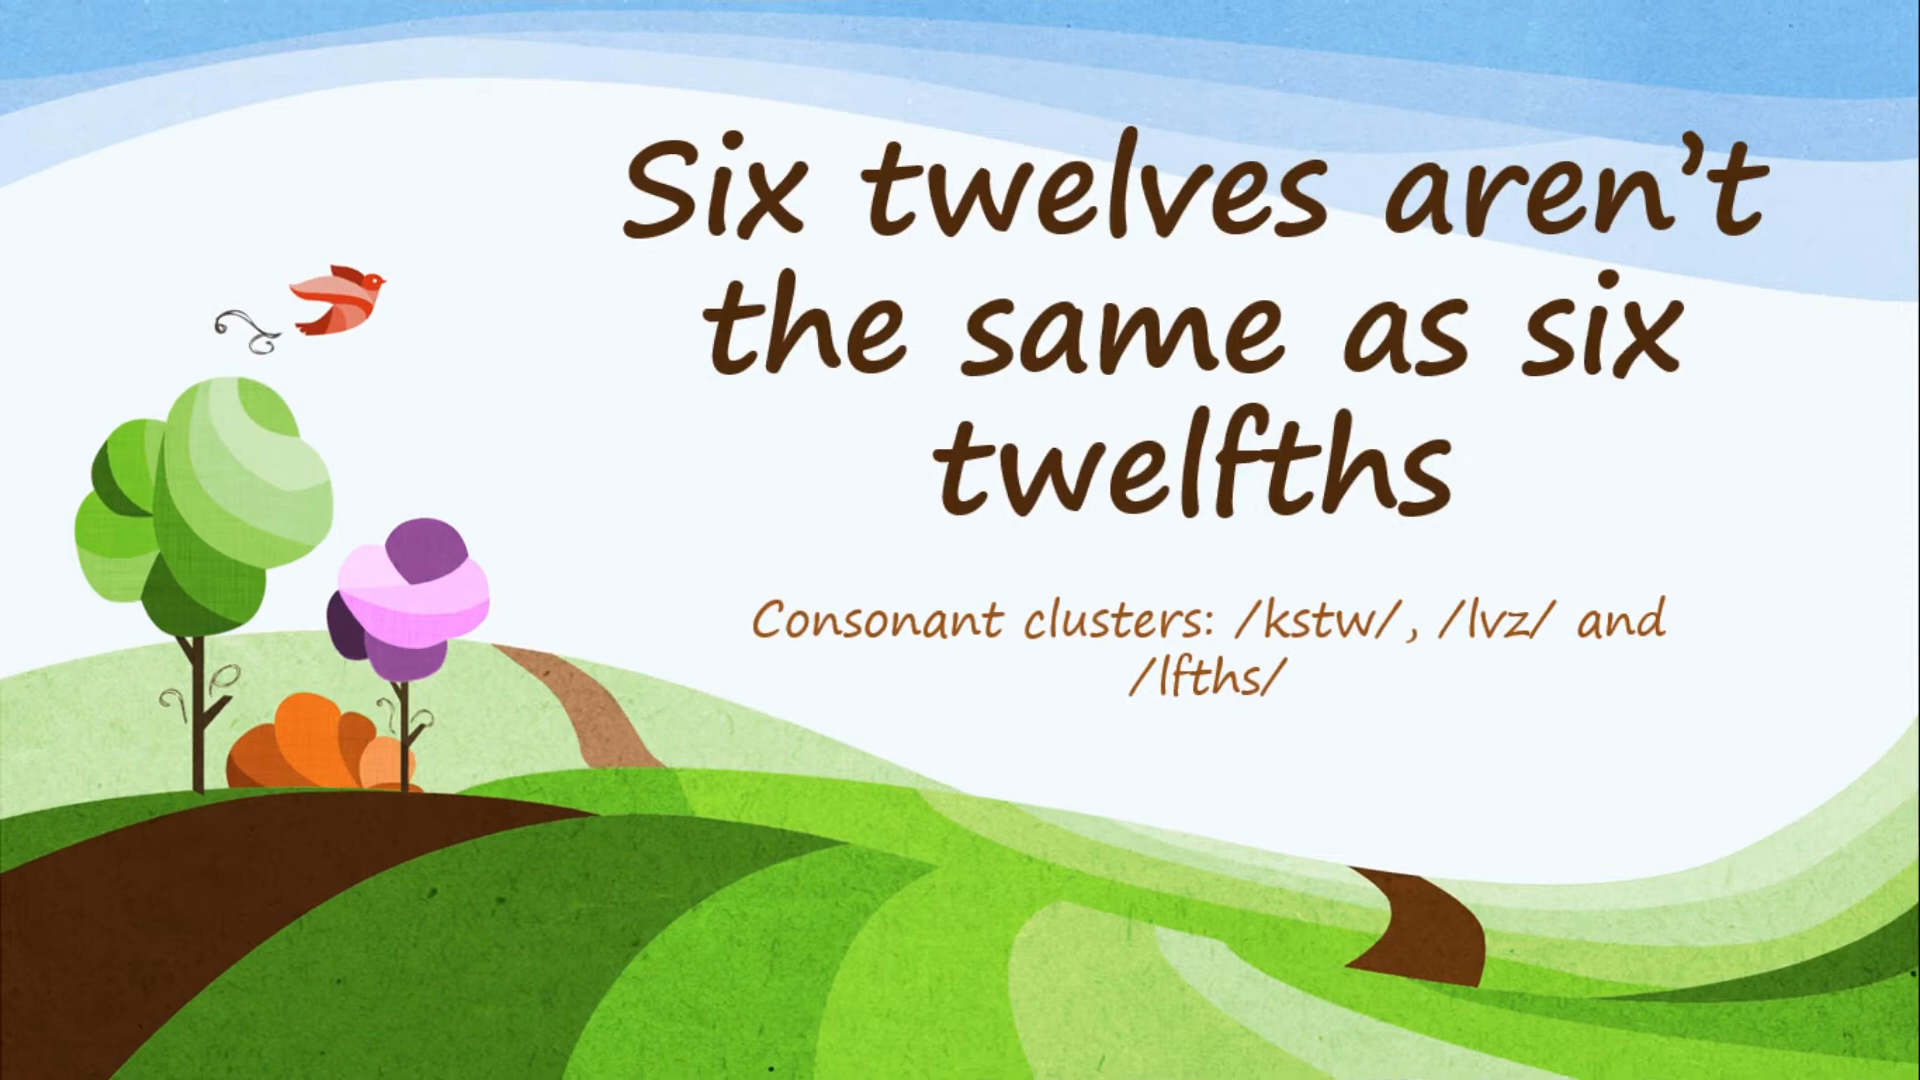 Six twelves aren’t
the same as six
twelfths
Consonant clusters: /kstw/, /lvz/ and
/lfths/